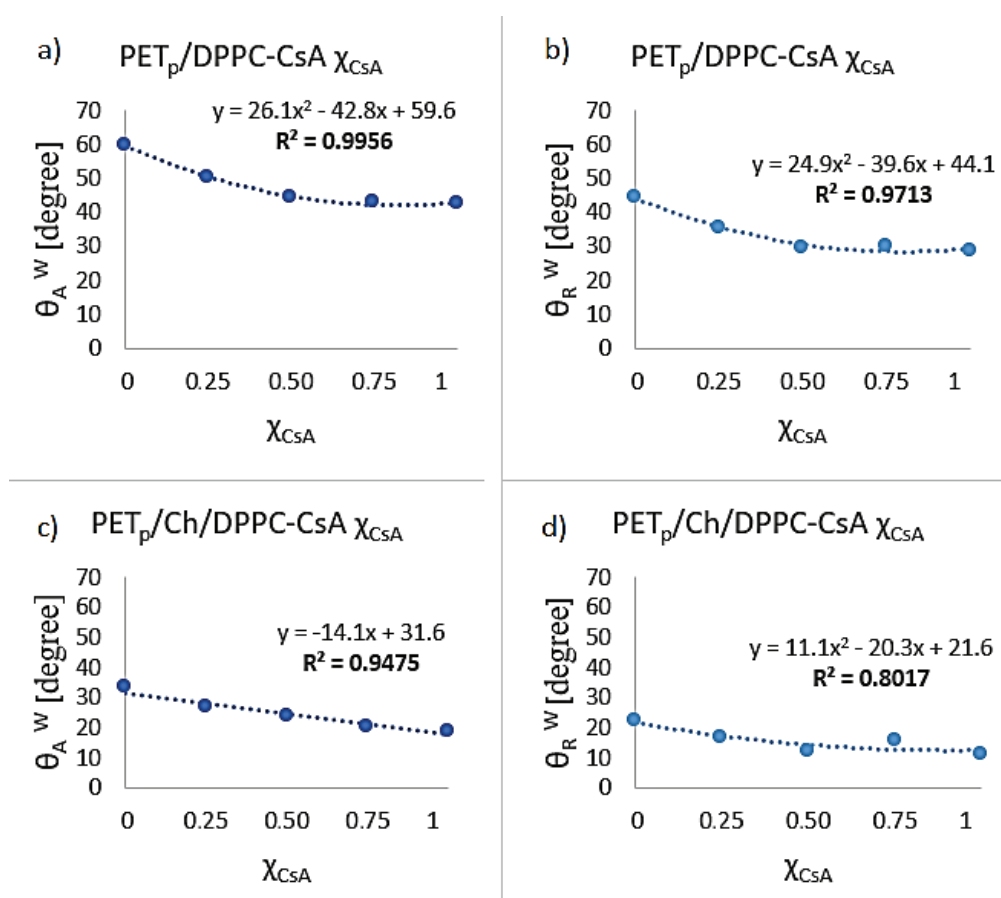 a)
PETp/DPPC-CsA χCsA
y = 26.1x² - 42.8x + 59.6
R² = 0.9956
θA W [degree]
70
60
50
40
30
20
10
0
0 0.25 0.50 0.75 1
χCsA
b)
PETp/DPPC-CsA χCsA
y = 24.9x² - 39.6x + 44.1
R² = 0.9713
θR W [degree]
70
60
50
40
30
20
10
0
0 0.25 0.50 0.75 1
χCsA
c)
PETp/Ch/DPPC-CsA χCsA
y = -14.1x + 31.6
R² = 0.9475
θA W [degree]
70
60
50
40
30
20
10
0
0 0.25 0.50 0.75 1
χCsA
d)
PETp/Ch/DPPC-CsA χCsA
y = 11.1x² - 20.3x + 21.6
R² = 0.8017
θR W [degree]
70
60
50
40
30
20
10
0
0 0.25 0.50 0.75 1
χCsA